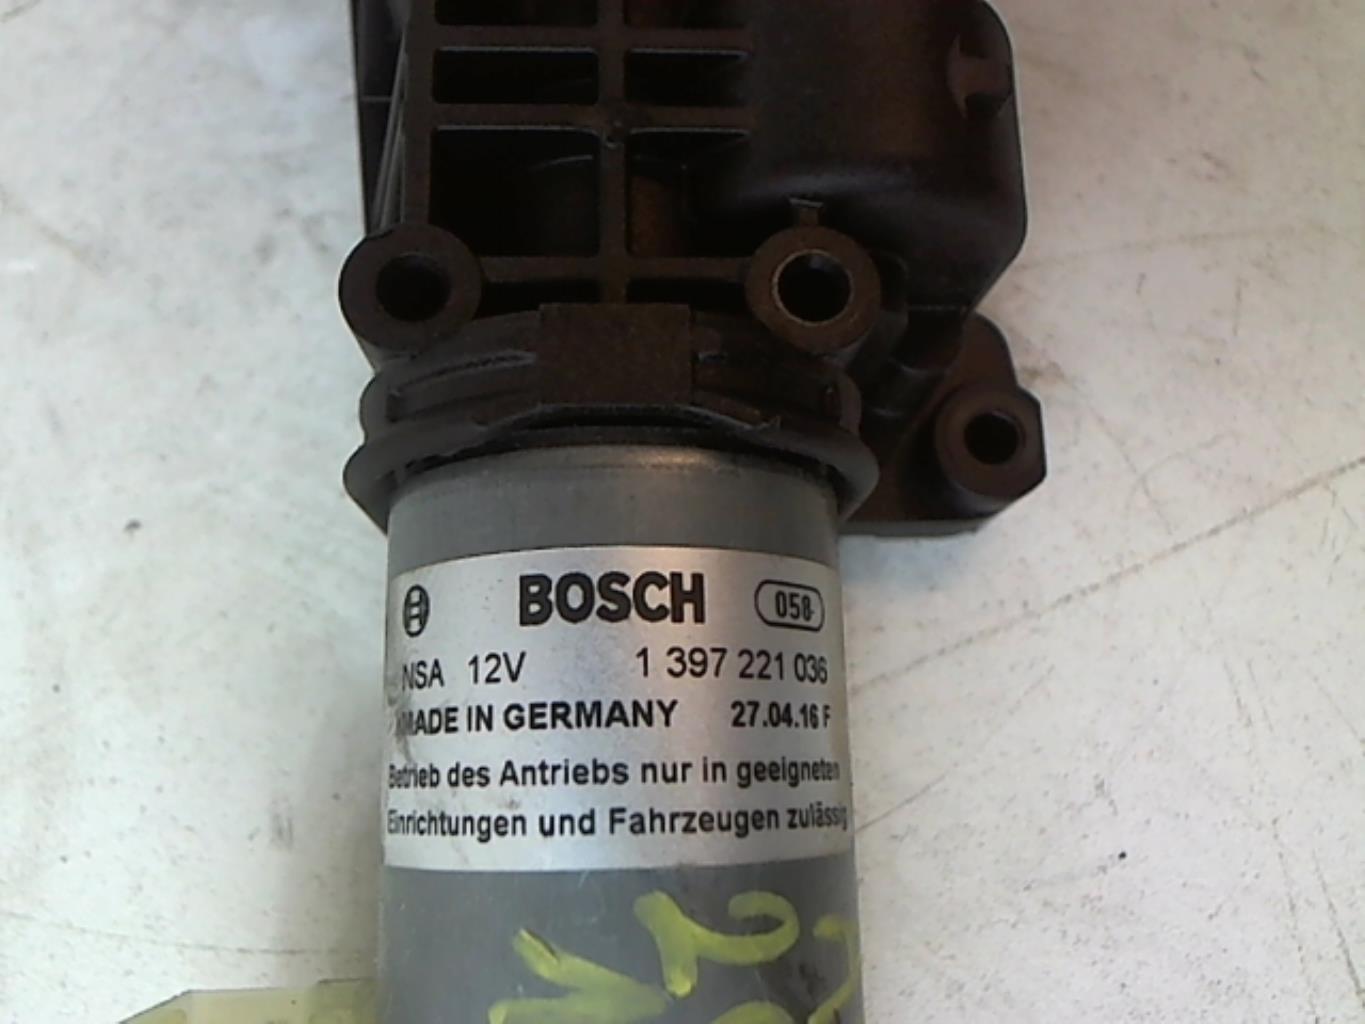 BOSCH 058
NSA 12V 1 397 221 036
MADE IN GERMANY 27.04.16 F
Betrieb des Antriebs nur in geeigneten
Einrichtungen und Fahrzeugen zulässig